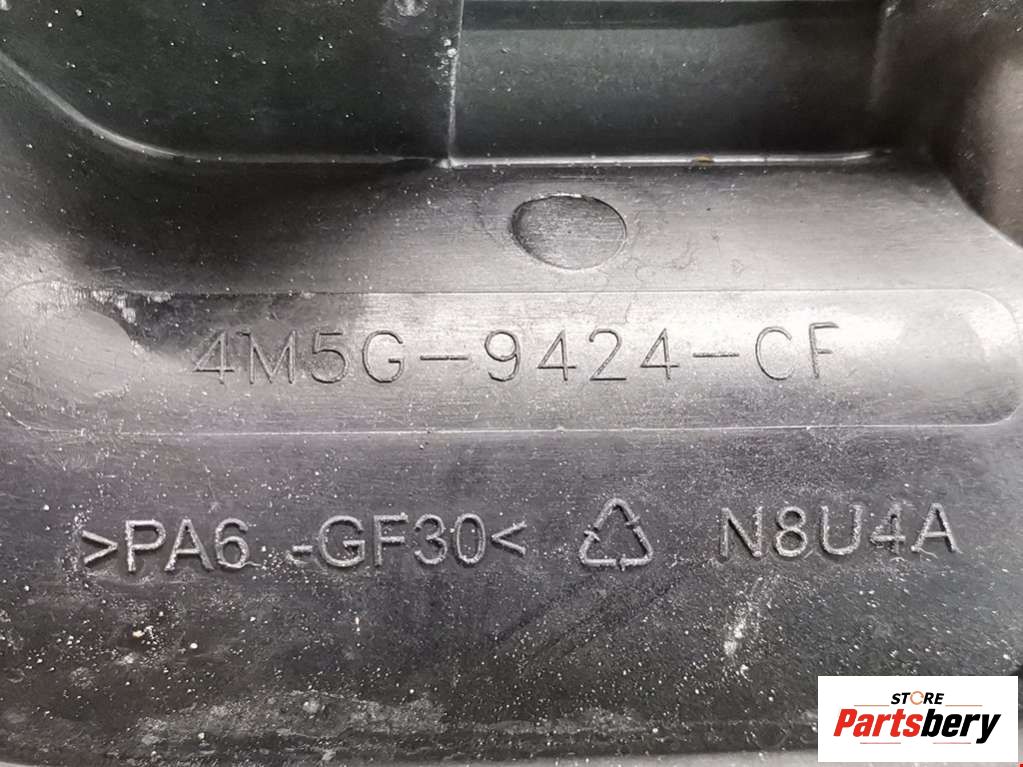 4M5G-9424-CF
>PA6 -GF30< N8U4A
STORE
Partsbery